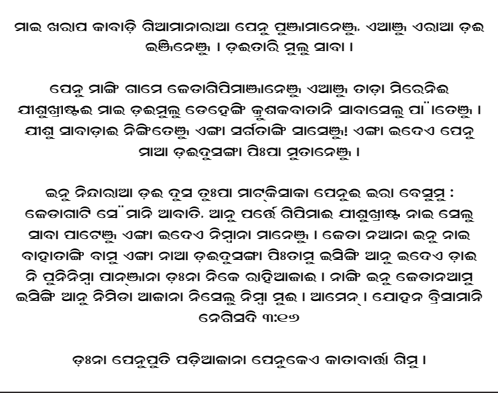 ମାଇ ଖରାପ କାବାଡ଼ି ଗିଆମାନାରାଆ ପେନୁ ପୁଞ୍ଜାମାନେଞ୍ଜୁ. ଏଆଞ୍ଜୁ ଏରାଆ ଡ଼ଇ
ଇଞ୍ଜିନେଞ୍ଜୁ । ଡ଼ଇତାରି ମୁଲୁ ସାବା ।
ପେନୁ ମାଙ୍ଗି ଗାମେ ଜେଡାଗିପିମାଞ୍ଜାନେଞ୍ଜୁ ଏଆଞ୍ଜୁ ତାଡ଼ା ମିରେନିଇ
ଯୀଶୁଖ୍ରୀଷ୍ଟଇ ମାଇ ଡ଼ଇମୁଲୁ ଡେହେଙ୍ଗି କ୍ରୁଶକବାତାନି ସାବାସେଲୁ ତେଞ୍ଜୁ ।
ଯୀଶୁ ସାବାଡ଼ାଇ ନିଙ୍ଗିତେଞ୍ଜୁ ଏଙ୍ଗା ସର୍ଗତାଙ୍ଗି ସାସେଞ୍ଜୁ! ଏଙ୍ଗା ଇଦେଏ ପେନୁ
ମାଆ ଡ଼ଇଦୁସଙ୍ଗା ପିଃପା ମୁତାନେଞ୍ଜୁ ।
ଇନୁ ନିନ୍ଦାରାଆ ଡ଼ଇ ଦୁସ ତୁଃପା ମାଟ୍‌କିସାକା ପେନୁଇ ଇରା ବେସୁମୁ :
ଜେଡାଗାଟି ମାନି ଆବାତି. ଆନୁ ପର୍ତ୍ତେ ଗିପିମାଇ ଯୀଶୁଖ୍ରୀଷ୍ଟ ନାଇ ସେଲୁ
ସାବା ପାଟେଞ୍ଜୁ ଏଙ୍ଗା ଇଦେଏ ନିମ୍ବାନା ମାନେଞ୍ଜୁ । ଜେଡା ନଆନା ଇନୁ ନାଇ
ବାହାତାଙ୍ଗି ବାମୁ ଏଙ୍ଗା ନାଆ ଡ଼ଇଦୁସଙ୍ଗା ପିଃତାମୁ ଇସିଙ୍ଗି ଆନୁ ଇଦେଏ ଡ଼ାଇ
ନି ପୁନିନିମ୍ବା ପାନ୍‌ଞ୍ଜାନା ଡ଼ଃନା ନିକେ ରାହିଆଜାଇ । ନାଙ୍ଗି ଇନୁ ଜେଡାନଆମୁ
ଇସିଙ୍ଗି ଆନୁ ନିମିଡା ଆଜାନା ନିସେଲୁ ନିମ୍ବା ମୁଇ । ଆମେନ୍ । ଯୋହନ ବ୍ରିସାମାନି
ନେଗିସଦି ୩:୧୬
ଡ଼ଃନା ପେନୁପୁତି ପଡ଼ିଆଜାନା ପେନୁକେଏ କାତାବାର୍ତ୍ତା ଗିମୁ ।